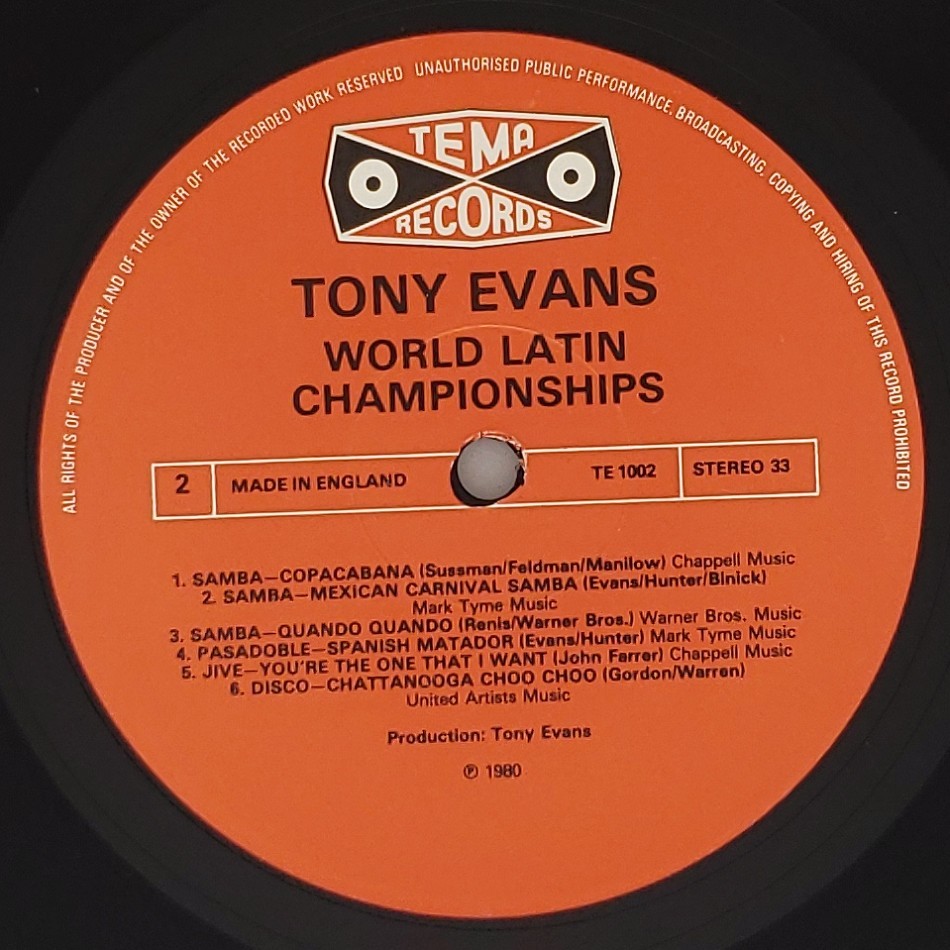 ALL RIGHTS OF THE PRODUCER AND OF THE OWNER OF THE RECORDED WORK RESERVED UNAUTHORISED PUBLIC PERFORMANCE, BROADCASTING, COPYING AND HIRING OF THIS RECORD PROHIBITED
TEMA
RECORDS
TONY EVANS
WORLD LATIN
CHAMPIONSHIPS
2 MADE IN ENGLAND TE 1002 STEREO 33
1. SAMBA—COPACABANA (Sussman/Feldman/Manilow) Chappell Music
2. SAMBA—MEXICAN CARNIVAL SAMBA (Evans/Hunter/Binick)
Mark Tyme Music
3. SAMBA—QUANDO QUANDO (Renis/Warner Bros.) Warner Bros. Music
4. PASADOBLE—SPANISH MATADOR (Evans/Hunter) Mark Tyme Music
5. JIVE—YOU'RE THE ONE THAT I WANT (John Farrer) Chappell Music
6. DISCO—CHATTANOOGA CHOO CHOO (Gordon/Warren)
United Artists Music
Production: Tony Evans
℗ 1980